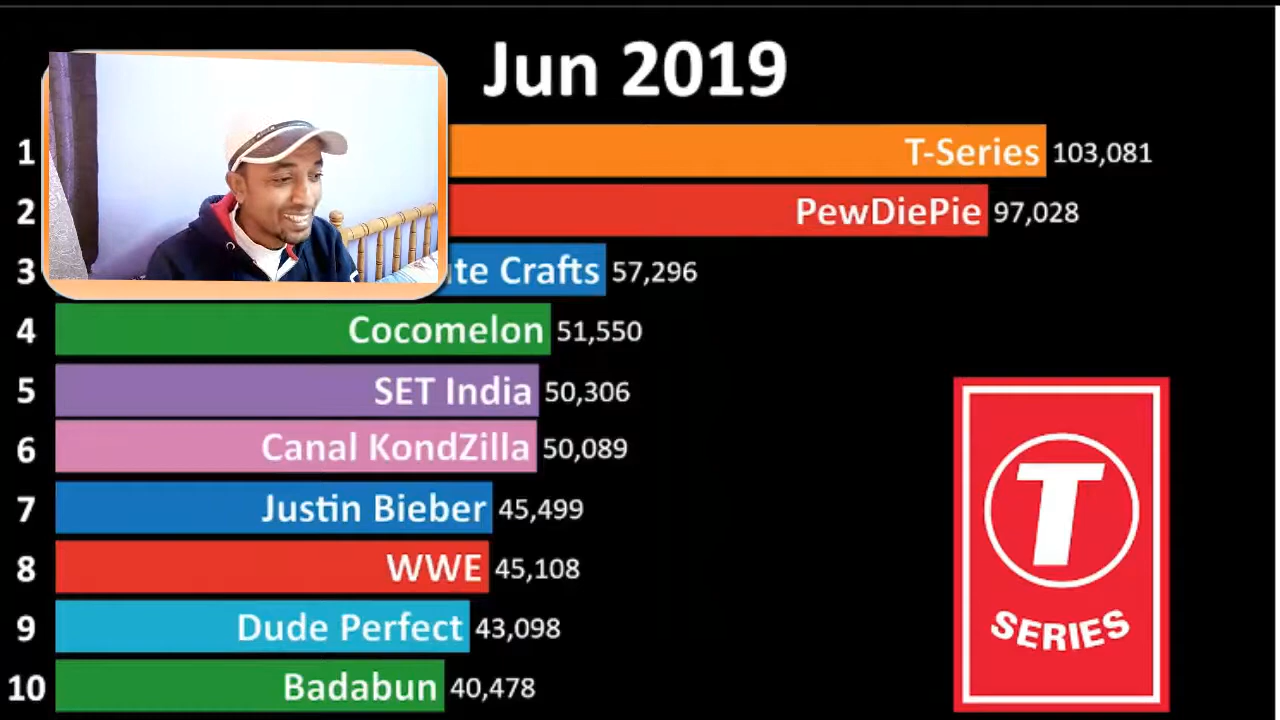 Jun 2019
1 T-Series 103,081
2 PewDiePie 97,028
3 Crafts 57,296
4 Cocomelon 51,550
5 SET India 50,306
6 Canal KondZilla 50,089
7 Justin Bieber 45,499
8 WWE 45,108
9 Dude Perfect 43,098
10 Badabun 40,478
T
SERIES